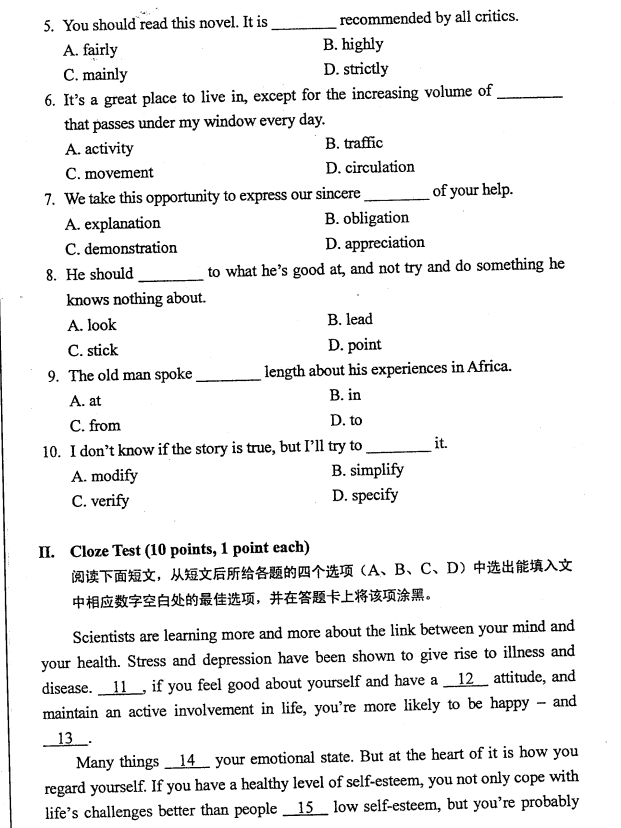 5. You should read this novel. It is ________ recommended by all critics.
A. fairly B. highly
C. mainly D. strictly
6. It's a great place to live in, except for the increasing volume of ________
that passes under my window every day.
A. activity B. traffic
C. movement D. circulation
7. We take this opportunity to express our sincere ________ of your help.
A. explanation B. obligation
C. demonstration D. appreciation
8. He should ________ to what he's good at, and not try and do something he
knows nothing about.
A. look B. lead
C. stick D. point
9. The old man spoke ________ length about his experiences in Africa.
A. at B. in
C. from D. to
10. I don't know if the story is true, but I'll try to ________ it.
A. modify B. simplify
C. verify D. specify
II. Cloze Test (10 points, 1 point each)
阅读下面短文，从短文后所给各题的四个选项（A、B、C、D）中选出能填入文
中相应数字空白处的最佳选项，并在答题卡上将该项涂黑。
Scientists are learning more and more about the link between your mind and
your health. Stress and depression have been shown to give rise to illness and
disease. __11__, if you feel good about yourself and have a __12__ attitude, and
maintain an active involvement in life, you're more likely to be happy – and
__13__.
Many things __14__ your emotional state. But at the heart of it is how you
regard yourself. If you have a healthy level of self-esteem, you not only cope with
life's challenges better than people __15__ low self-esteem, but you're probably